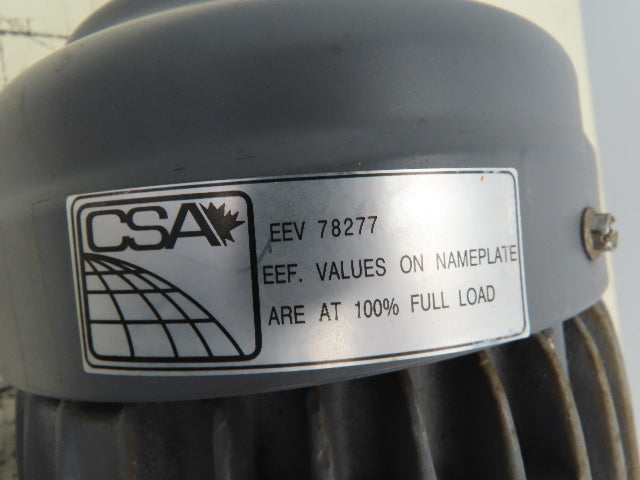 CSA
EEV 78277
EEF. VALUES ON NAMEPLATE
ARE AT 100% FULL LOAD